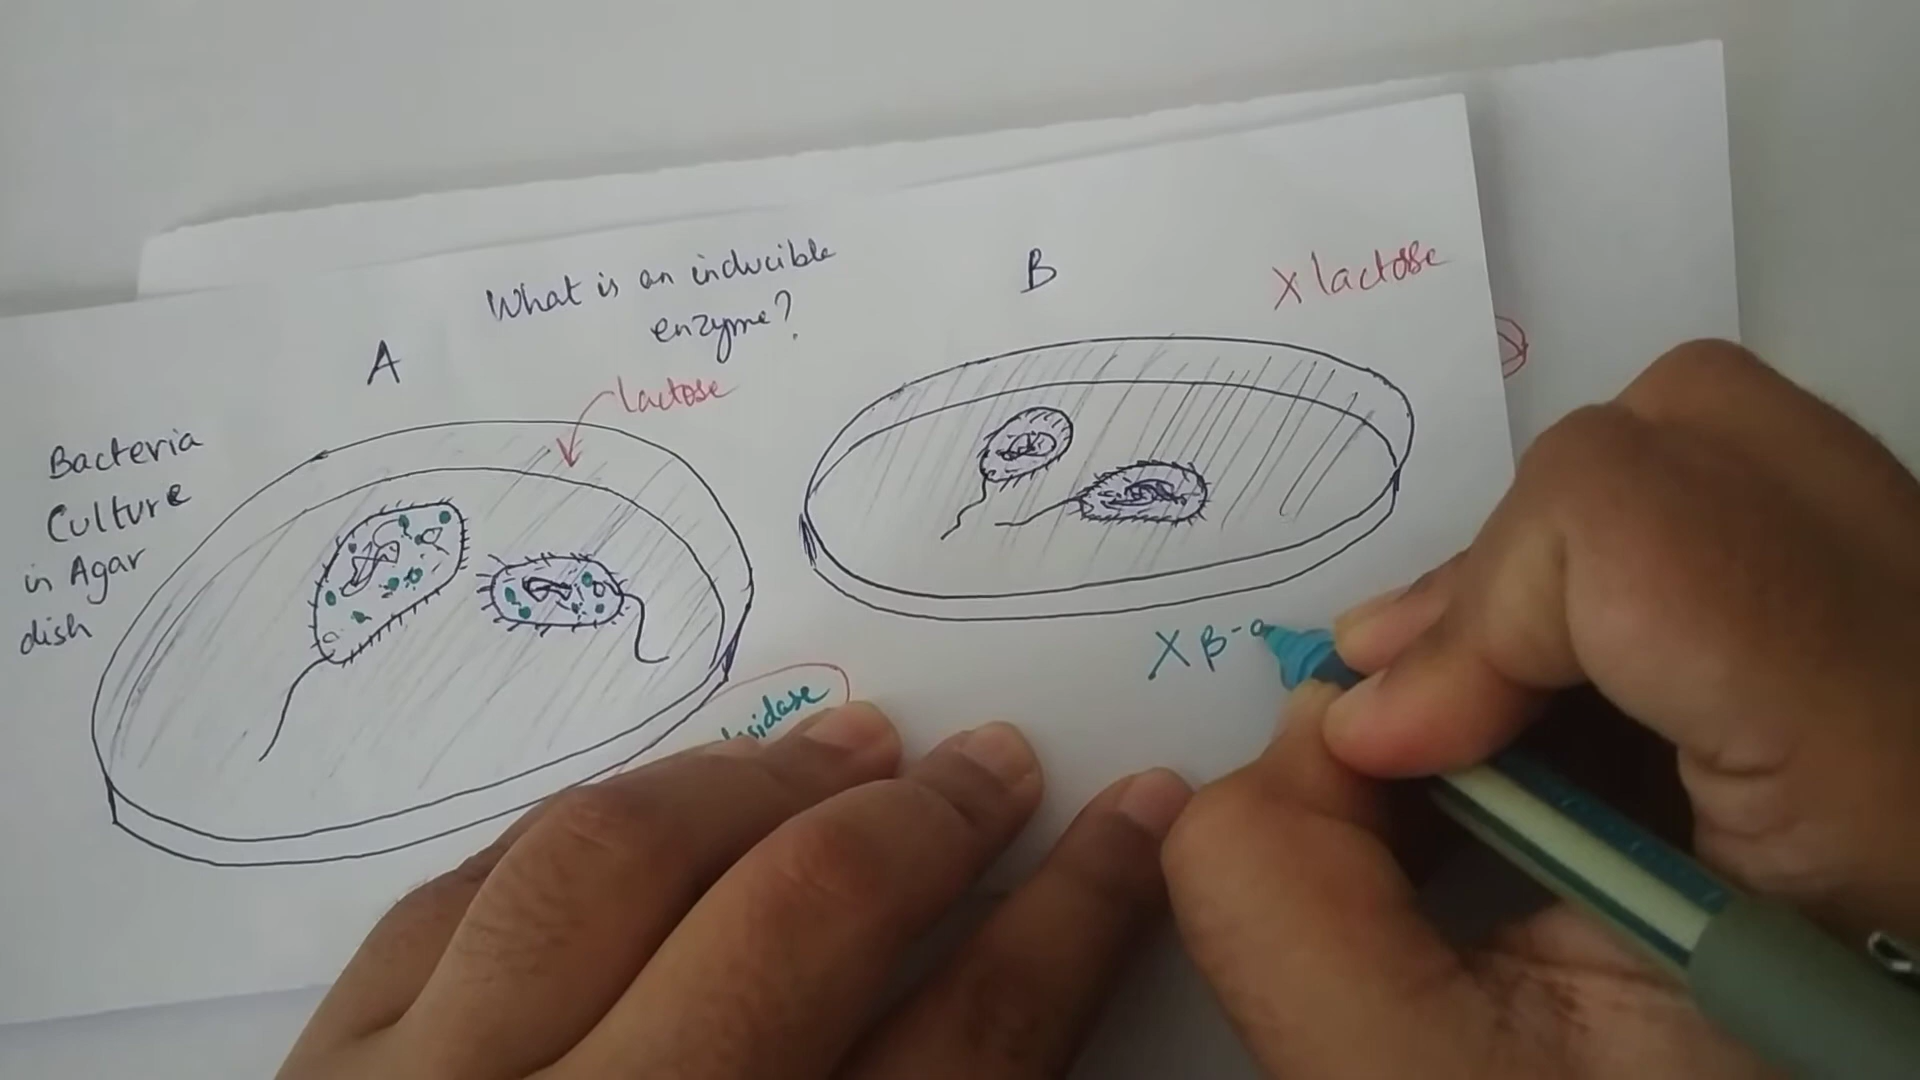 What is an inducible
enzyme?
A
B
X lactose
lactose
Bacteria
Culture
in Agar
dish
X β-